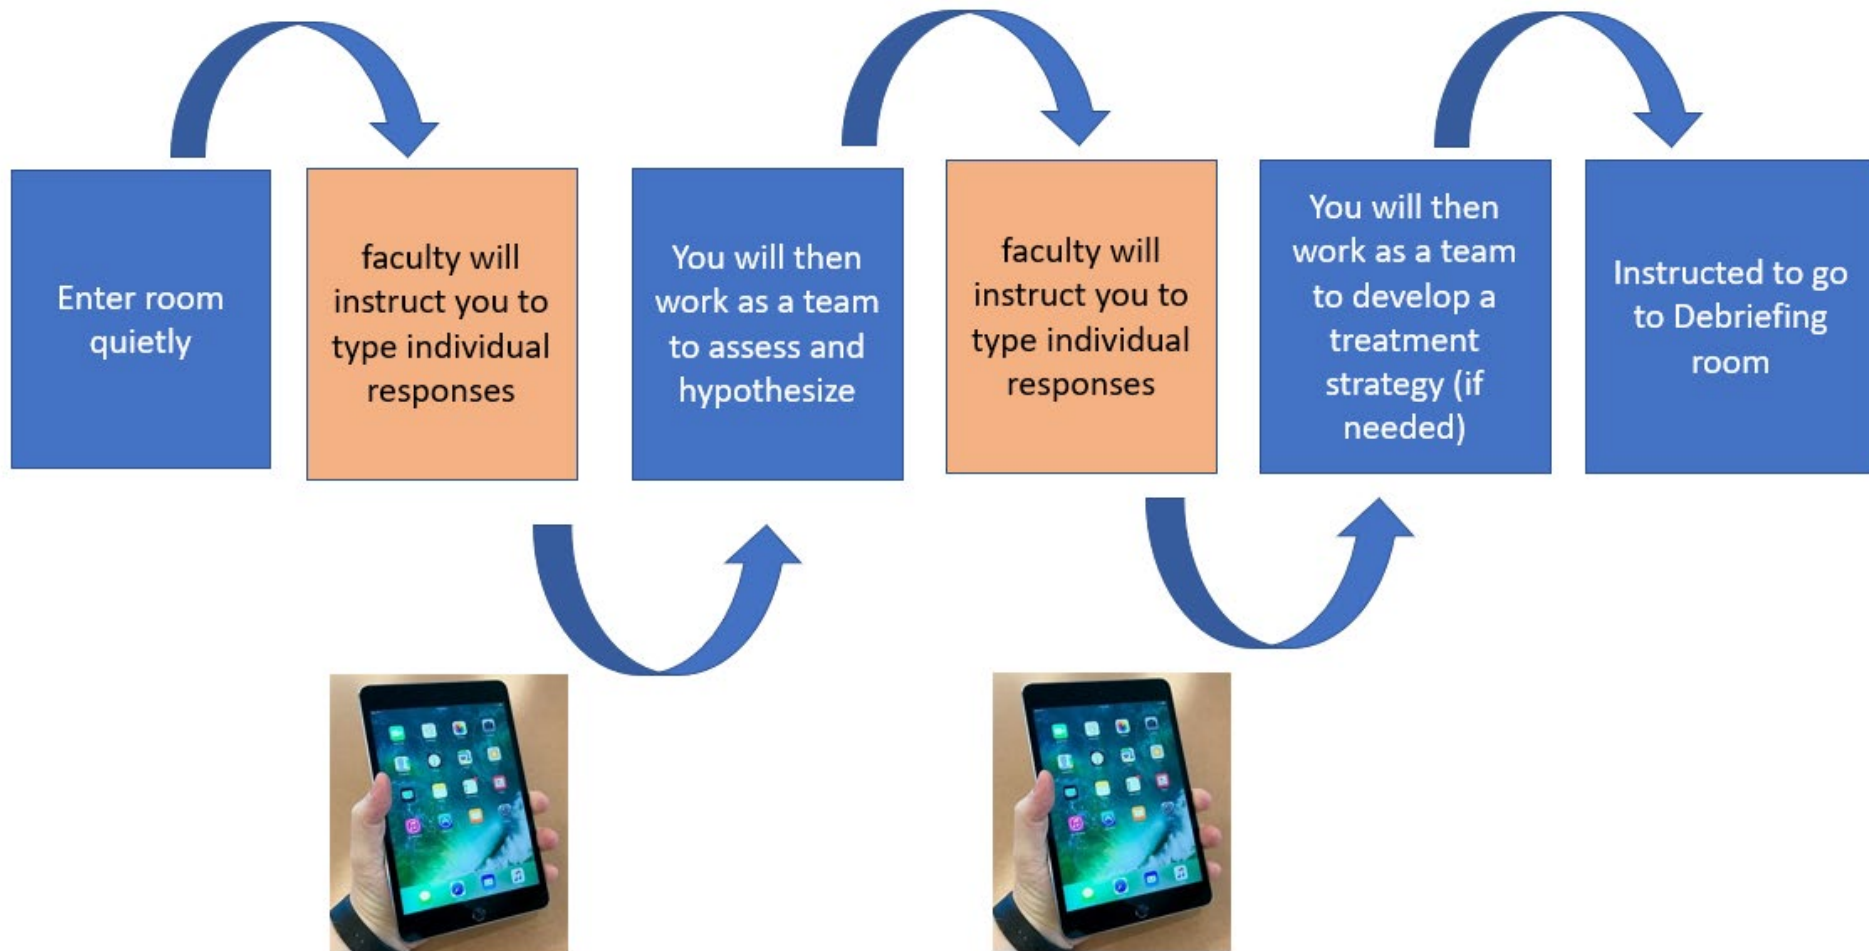 Enter room
quietly
faculty will
instruct you to
type individual
responses
You will then
work as a team
to assess and
hypothesize
faculty will
instruct you to
type individual
responses
You will then
work as a team
to develop a
treatment
strategy (if
needed)
Instructed to go
to Debriefing
room